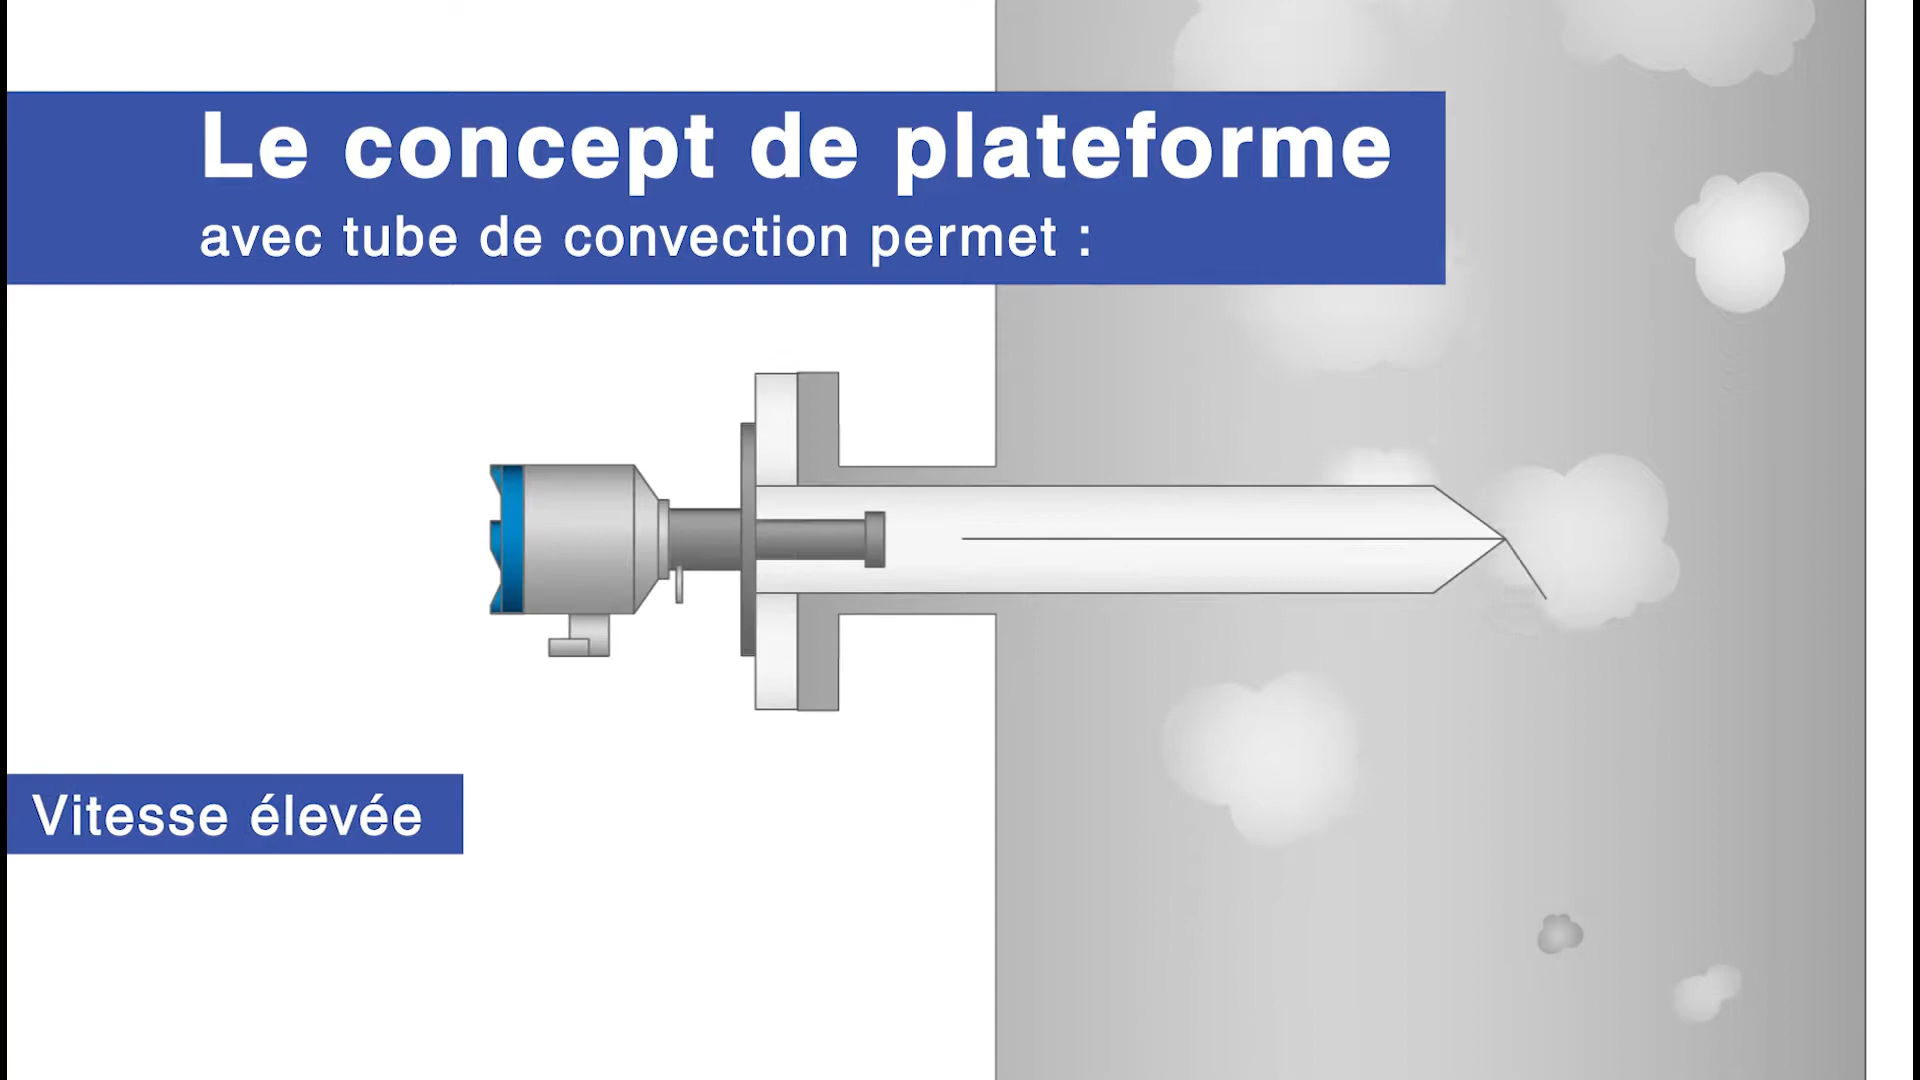 Le concept de plateforme
avec tube de convection permet :
Vitesse élevée